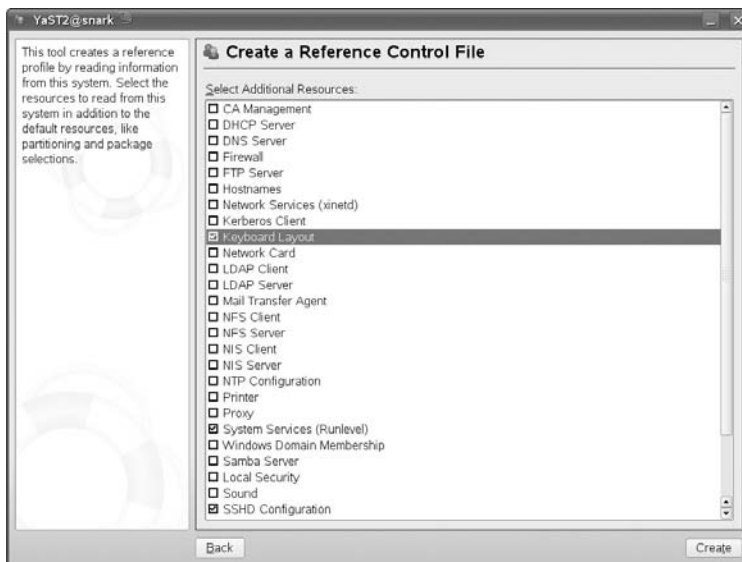 YaST2@snark
This tool creates a reference
profile by reading information
from this system. Select the
resources to read from this
system in addition to the
default resources, like
partitioning and package
selections.
Create a Reference Control File
Select Additional Resources:
CA Management
DHCP Server
DNS Server
Firewall
FTP Server
Hostnames
Network Services (xinetd)
Kerberos Client
Keyboard Layout
Network Card
LDAP Client
LDAP Server
Mail Transfer Agent
NFS Client
NFS Server
NIS Client
NIS Server
NTP Configuration
Printer
Proxy
System Services (Runlevel)
Windows Domain Membership
Samba Server
Local Security
Sound
SSHD Configuration
Back
Create